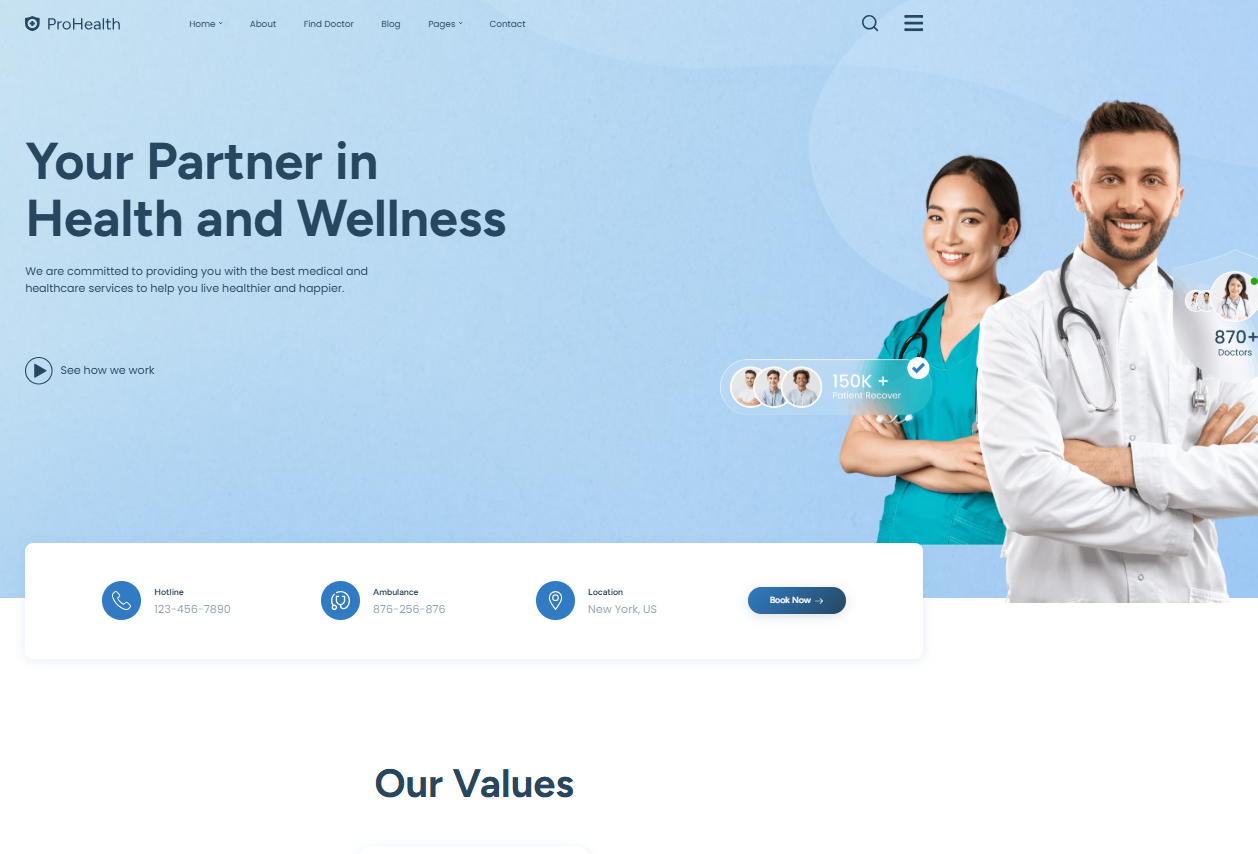 ProHealth
Home
About
Find Doctor
Blog
Pages
Contact
Your Partner in
Health and Wellness
We are committed to providing you with the best medical and
healthcare services to help you live healthier and happier.
See how we work
150K +
Patient Recover
870+
Doctors
Hotline
123-456-7890
Ambulance
876-256-876
Location
New York, US
Book Now →
Our Values